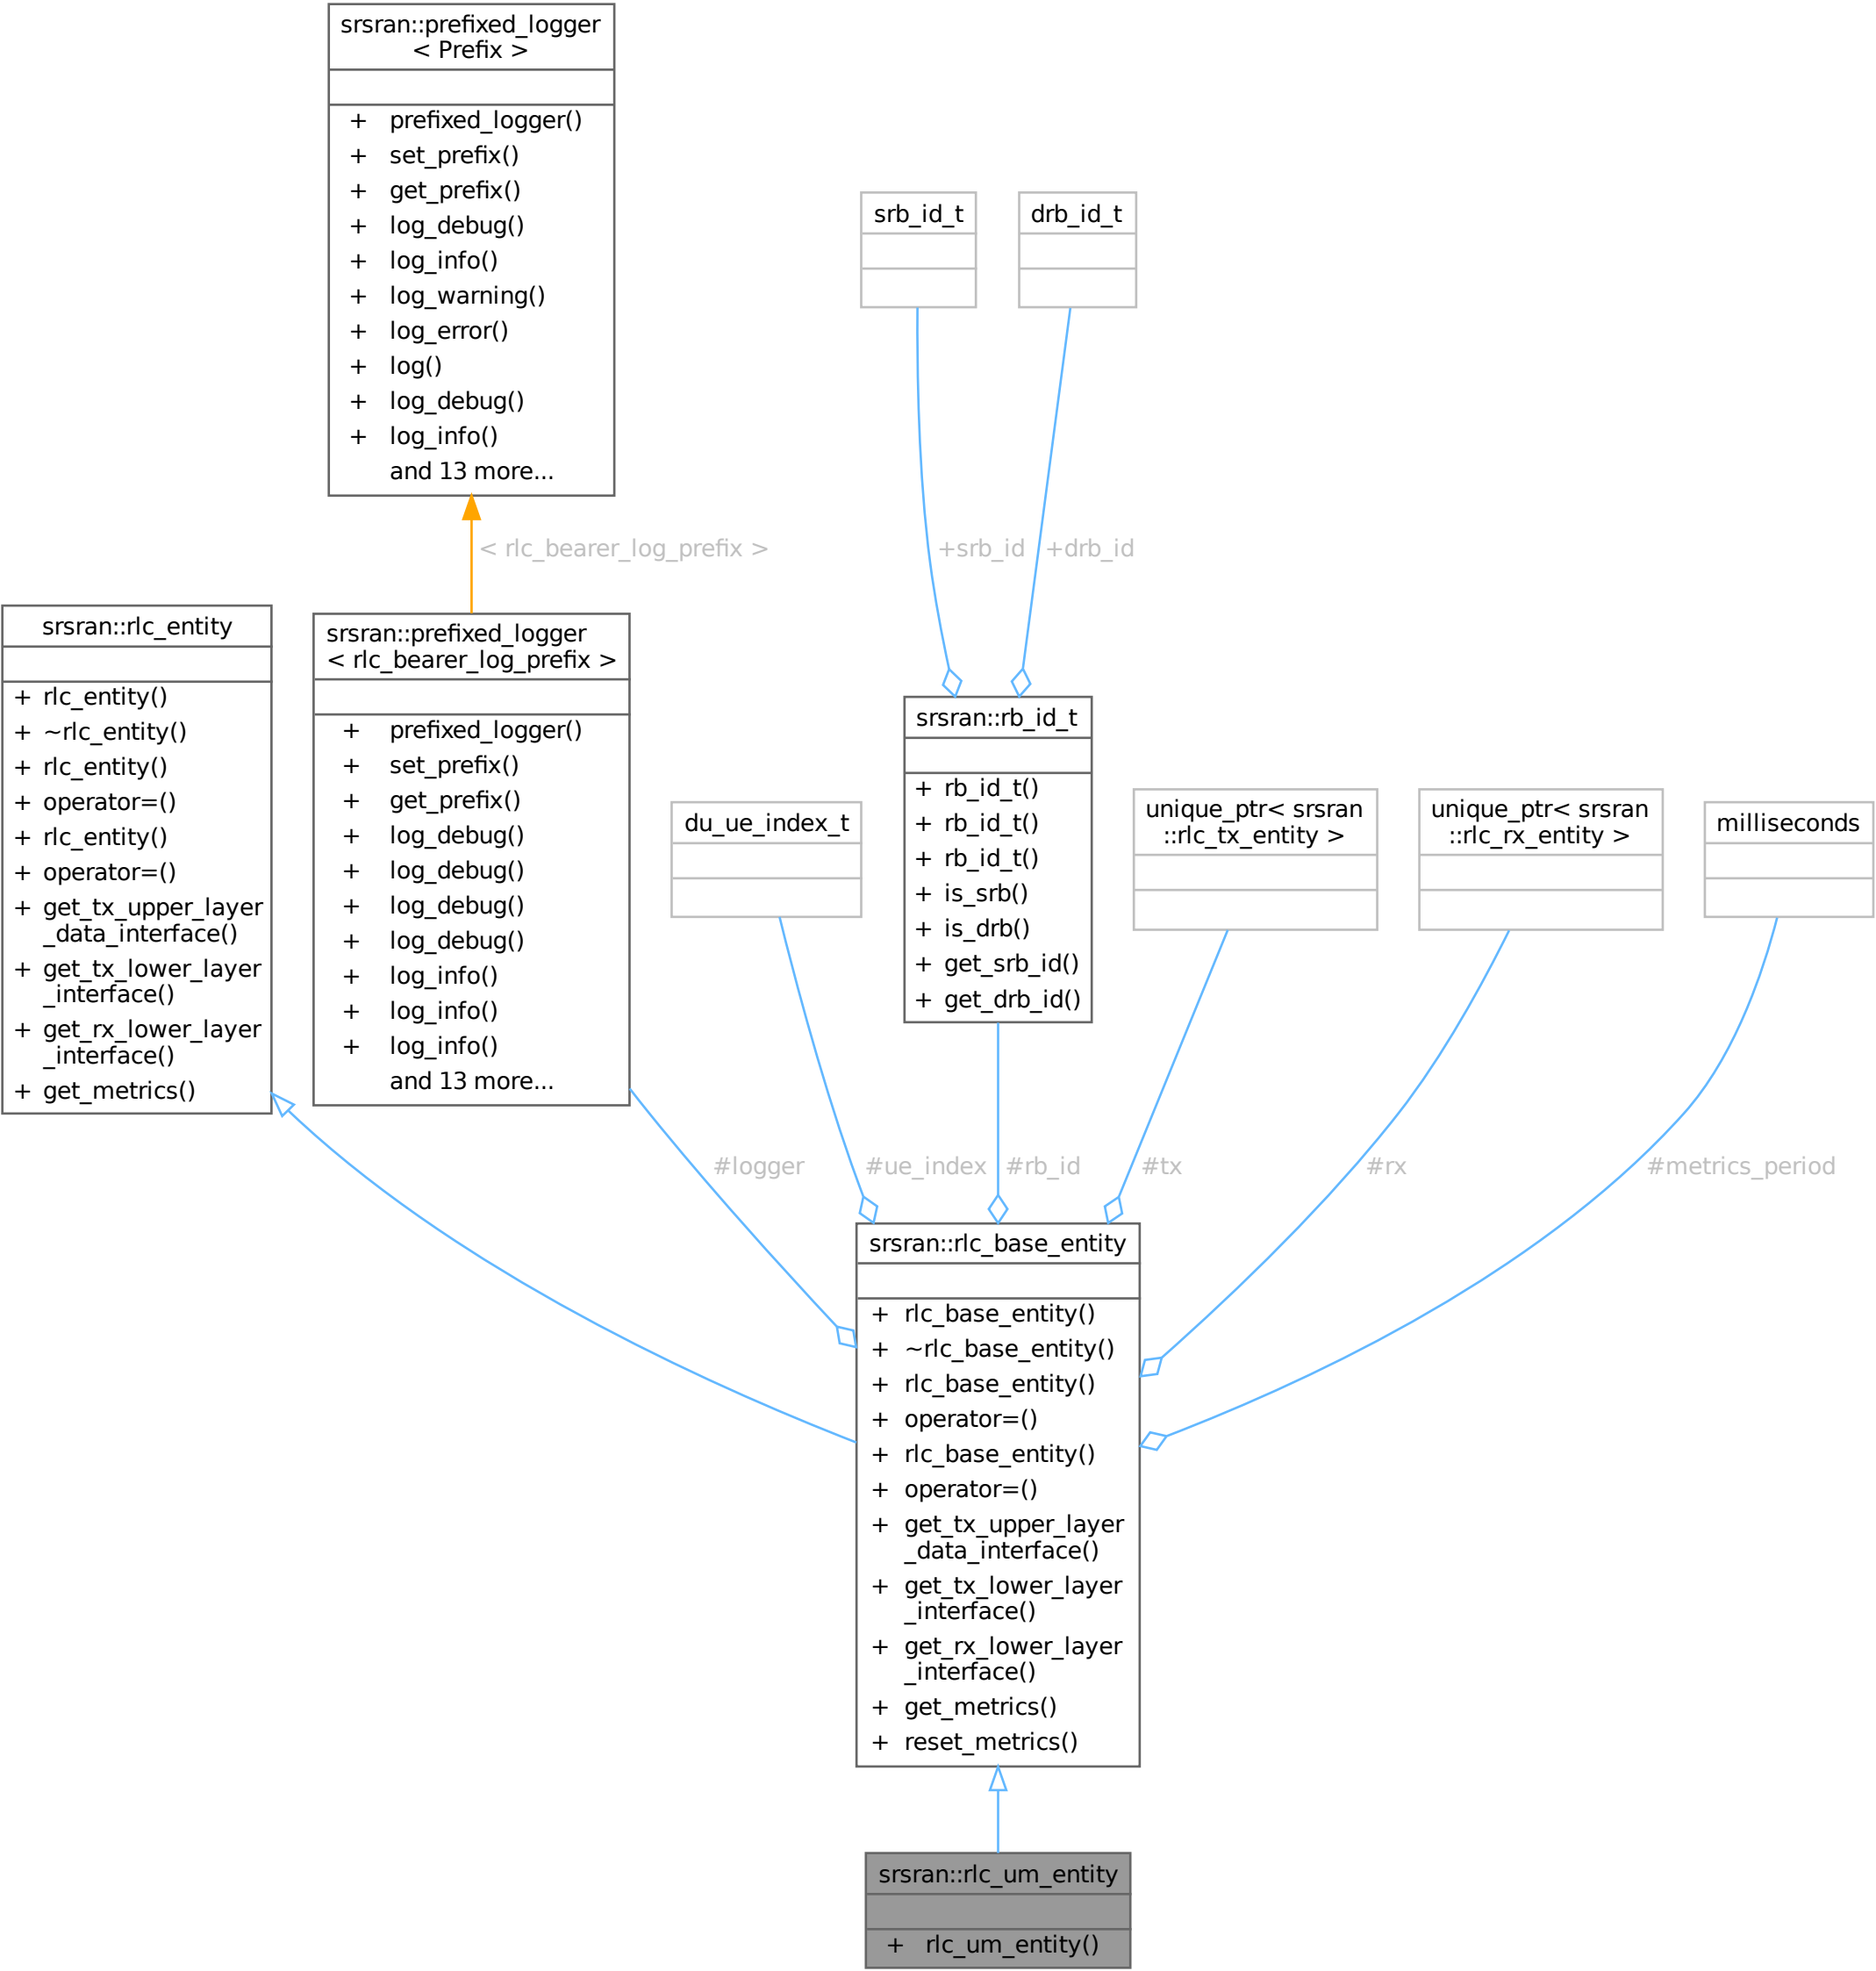 srsran::prefixed_logger
< Prefix >
+ prefixed_logger()
+ set_prefix()
+ get_prefix()
+ log_debug()
+ log_info()
+ log_warning()
+ log_error()
+ log()
+ log_debug()
+ log_info()
and 13 more...
srb_id_t
drb_id_t
< rlc_bearer_log_prefix >
+srb_id
+drb_id
srsran::rlc_entity
+ rlc_entity()
+ ~rlc_entity()
+ rlc_entity()
+ operator=()
+ rlc_entity()
+ operator=()
+ get_tx_upper_layer
_data_interface()
+ get_tx_lower_layer
_interface()
+ get_rx_lower_layer
_interface()
+ get_metrics()
srsran::prefixed_logger
< rlc_bearer_log_prefix >
+ prefixed_logger()
+ set_prefix()
+ get_prefix()
+ log_debug()
+ log_debug()
+ log_debug()
+ log_debug()
+ log_info()
+ log_info()
+ log_info()
and 13 more...
du_ue_index_t
srsran::rb_id_t
+ rb_id_t()
+ rb_id_t()
+ rb_id_t()
+ is_srb()
+ is_drb()
+ get_srb_id()
+ get_drb_id()
unique_ptr< srsran
::rlc_tx_entity >
unique_ptr< srsran
::rlc_rx_entity >
milliseconds
#logger
#ue_index
#rb_id
#tx
#rx
#metrics_period
srsran::rlc_base_entity
+ rlc_base_entity()
+ ~rlc_base_entity()
+ rlc_base_entity()
+ operator=()
+ rlc_base_entity()
+ operator=()
+ get_tx_upper_layer
_data_interface()
+ get_tx_lower_layer
_interface()
+ get_rx_lower_layer
_interface()
+ get_metrics()
+ reset_metrics()
srsran::rlc_um_entity
+ rlc_um_entity()